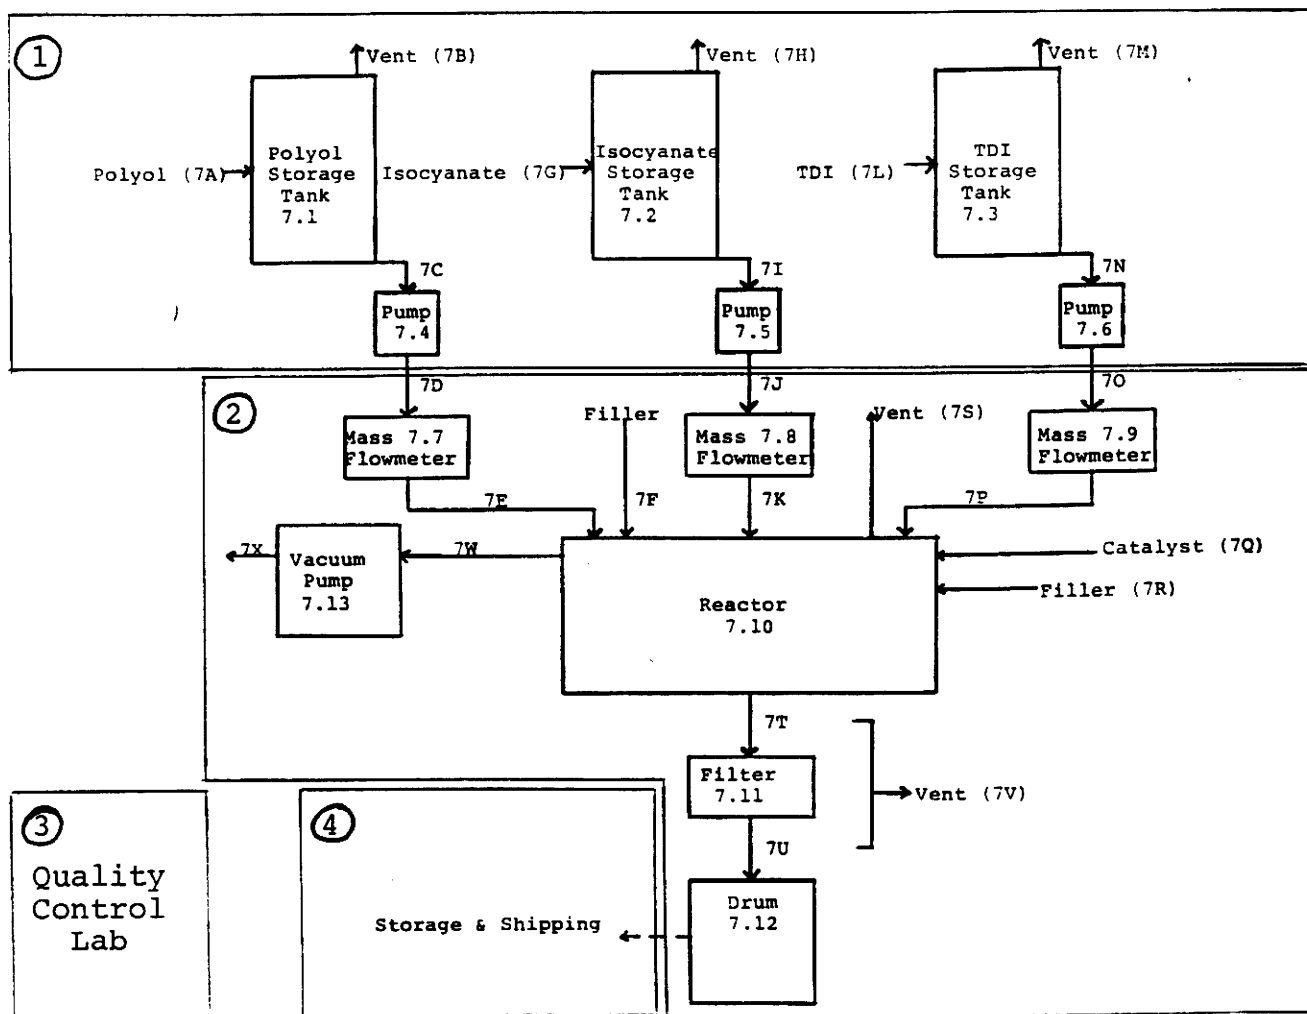 1
Vent (7B)
Vent (7H)
Vent (7M)
Polyol (7A)
Polyol
Storage
Tank
7.1
Isocyanate (7G)
Isocyanate
Storage
Tank
7.2
TDI (7L)
TDI
Storage
Tank
7.3
7C
7I
7N
Pump
7.4
Pump
7.5
Pump
7.6
7D
7J
7O
2
Filler
Vent (7S)
Mass 7.7
Flowmeter
Mass 7.8
Flowmeter
Mass 7.9
Flowmeter
7E
7F
7K
7P
7X
Vacuum
Pump
7.13
7W
Catalyst (7Q)
Filler (7R)
Reactor
7.10
7T
Filter
7.11
Vent (7V)
7U
3
Quality
Control
Lab
4
Storage & Shipping
Drum
7.12